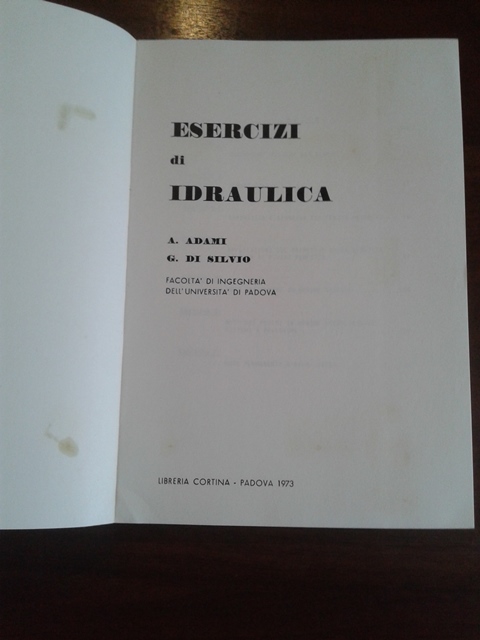 ESERCIZI
di
IDRAULICA
A. ADAMI
G. DI SILVIO
FACOLTA' DI INGEGNERIA
DELL'UNIVERSITA' DI PADOVA
LIBRERIA CORTINA - PADOVA 1973